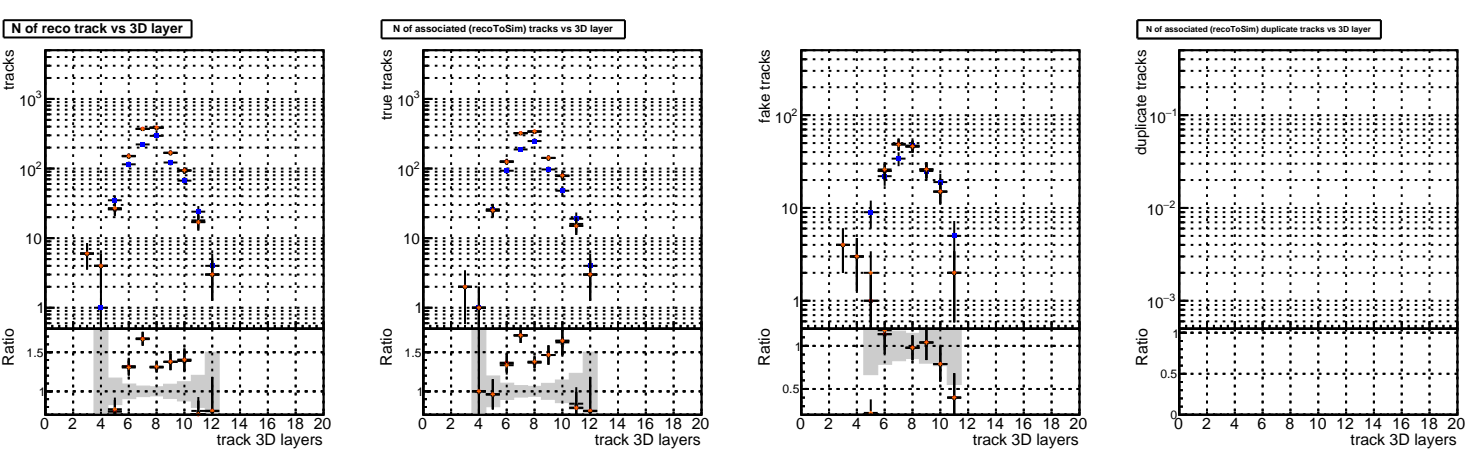 N of reco track vs 3D layer
tracks
10³
10²
10
1
Ratio
1.5
1
0 2 4 6 8 10 12 14 16 18 20
track 3D layers
N of associated (recoToSim) tracks vs 3D layer
true tracks
10³
10²
10
1
Ratio
1.5
1
0 2 4 6 8 10 12 14 16 18 20
track 3D layers
fake tracks
10²
10
1
Ratio
1
0.5
0 2 4 6 8 10 12 14 16 18 20
track 3D layers
N of associated (recoToSim) duplicate tracks vs 3D layer
duplicate tracks
10⁻¹
10⁻²
10⁻³
Ratio
1
0.5
0
0 2 4 6 8 10 12 14 16 18 20
track 3D layers